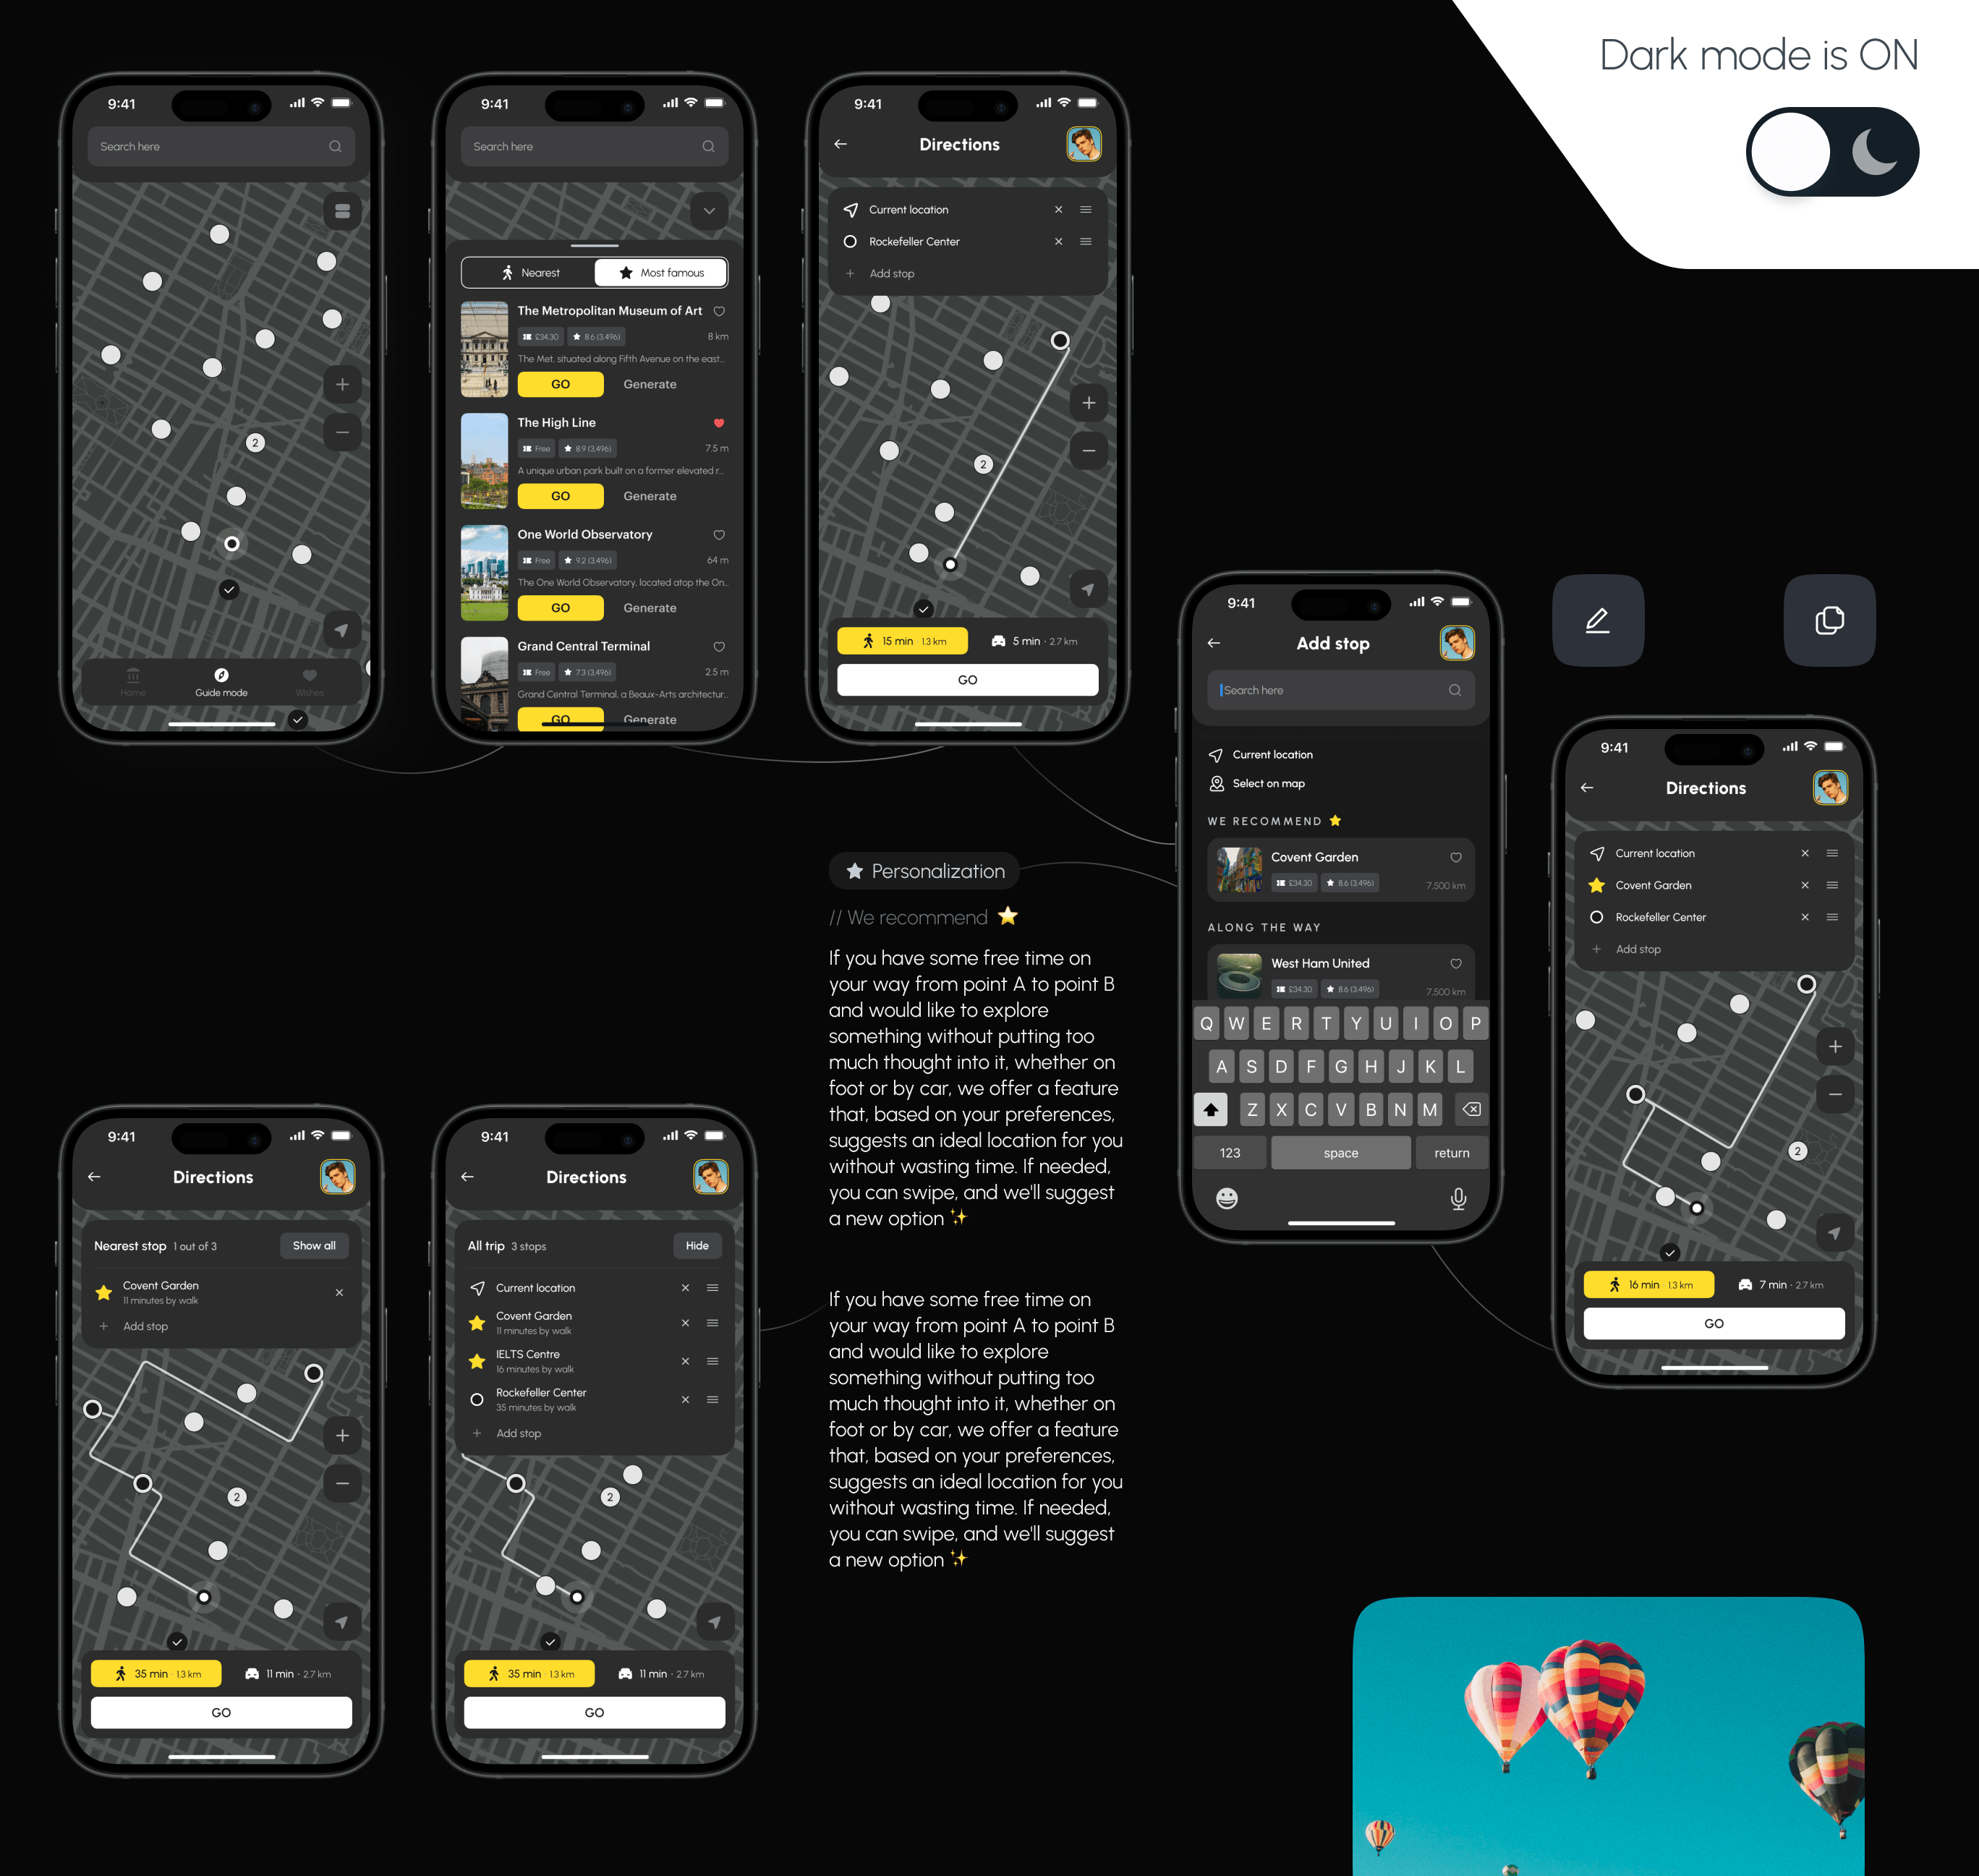 Dark mode is ON
9:41
Search here
2
Home
Guide mode
Wishes
9:41
Search here
Nearest
Most famous
The Metropolitan Museum of Art
£34.30
8.6 (3,496)
8 km
The Met, situated along Fifth Avenue on the east...
GO
Generate
The High Line
Free
8.9 (3,496)
7.5 m
A unique urban park built on a former elevated r...
GO
Generate
One World Observatory
Free
9.2 (3,496)
64 m
The One World Observatory, located atop the On...
GO
Generate
Grand Central Terminal
Free
7.3 (3,496)
2.5 m
Grand Central Terminal, a Beaux-Arts architectur...
GO
Generate
9:41
Directions
Current location
Rockefeller Center
Add stop
2
15 min · 1.3 km
5 min · 2.7 km
GO
9:41
Add stop
Search here
Current location
Select on map
WE RECOMMEND ⭐
Covent Garden
£34.30
8.6 (3,496)
7,500 km
ALONG THE WAY
West Ham United
£34.30
8.6 (3,496)
7,500 km
Q W E R T Y U I O P
A S D F G H J K L
Z X C V B N M
123
space
return
9:41
Directions
Current location
Covent Garden
Rockefeller Center
Add stop
2
16 min · 1.3 km
7 min · 2.7 km
GO
Personalization
// We recommend ⭐
If you have some free time on
your way from point A to point B
and would like to explore
something without putting too
much thought into it, whether on
foot or by car, we offer a feature
that, based on your preferences,
suggests an ideal location for you
without wasting time. If needed,
you can swipe, and we'll suggest
a new option ✨
If you have some free time on
your way from point A to point B
and would like to explore
something without putting too
much thought into it, whether on
foot or by car, we offer a feature
that, based on your preferences,
suggests an ideal location for you
without wasting time. If needed,
you can swipe, and we'll suggest
a new option ✨
9:41
Directions
Nearest stop 1 out of 3
Show all
Covent Garden
11 minutes by walk
Add stop
2
35 min · 1.3 km
11 min · 2.7 km
GO
9:41
Directions
All trip 3 stops
Hide
Current location
Covent Garden
11 minutes by walk
IELTS Centre
16 minutes by walk
Rockefeller Center
35 minutes by walk
Add stop
2
35 min · 1.3 km
11 min · 2.7 km
GO